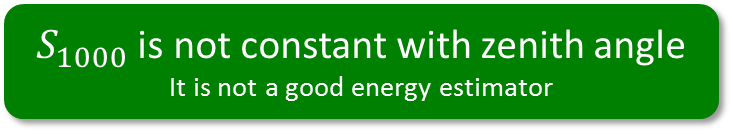 S₁₀₀₀ is not constant with zenith angle
It is not a good energy estimator